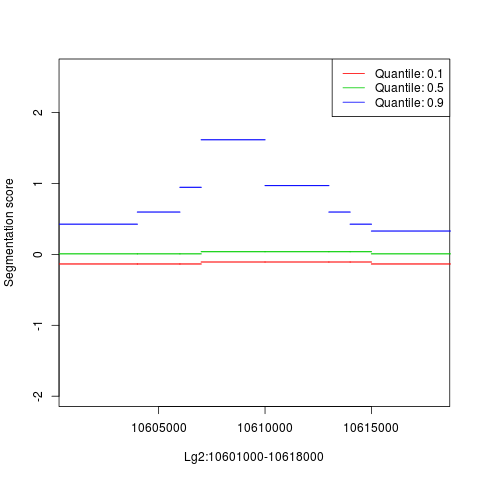 Quantile: 0.1
Quantile: 0.5
Quantile: 0.9
Segmentation score
2
1
0
-1
-2
10605000 10610000 10615000
Lg2:10601000-10618000